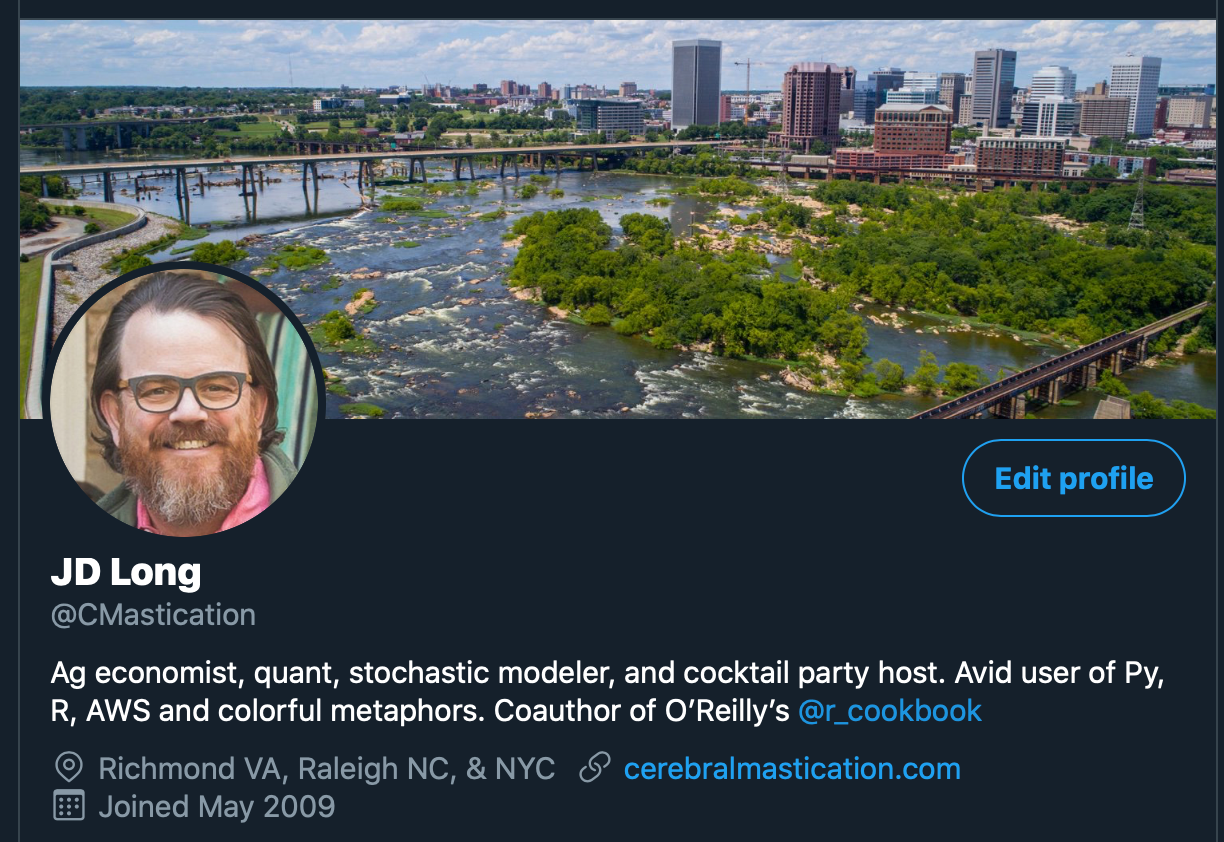 Edit profile
JD Long
@CMastication
Ag economist, quant, stochastic modeler, and cocktail party host. Avid user of Py,
R, AWS and colorful metaphors. Coauthor of O’Reilly’s @r_cookbook
Richmond VA, Raleigh NC, & NYC cerebralmastication.com
Joined May 2009